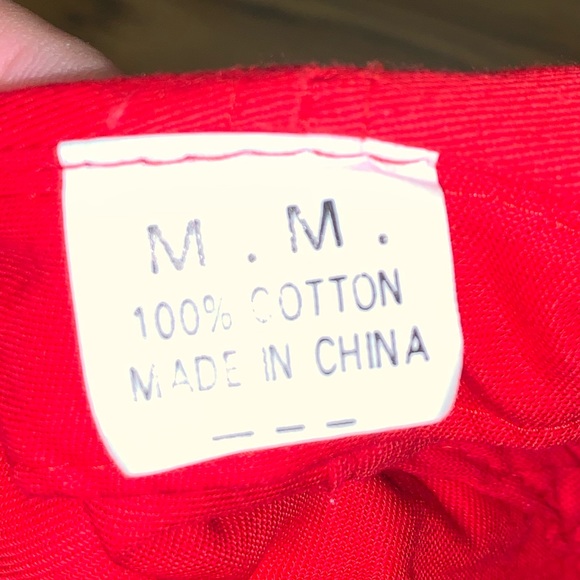 M . M .
100% COTTON
MADE IN CHINA
_ _ _